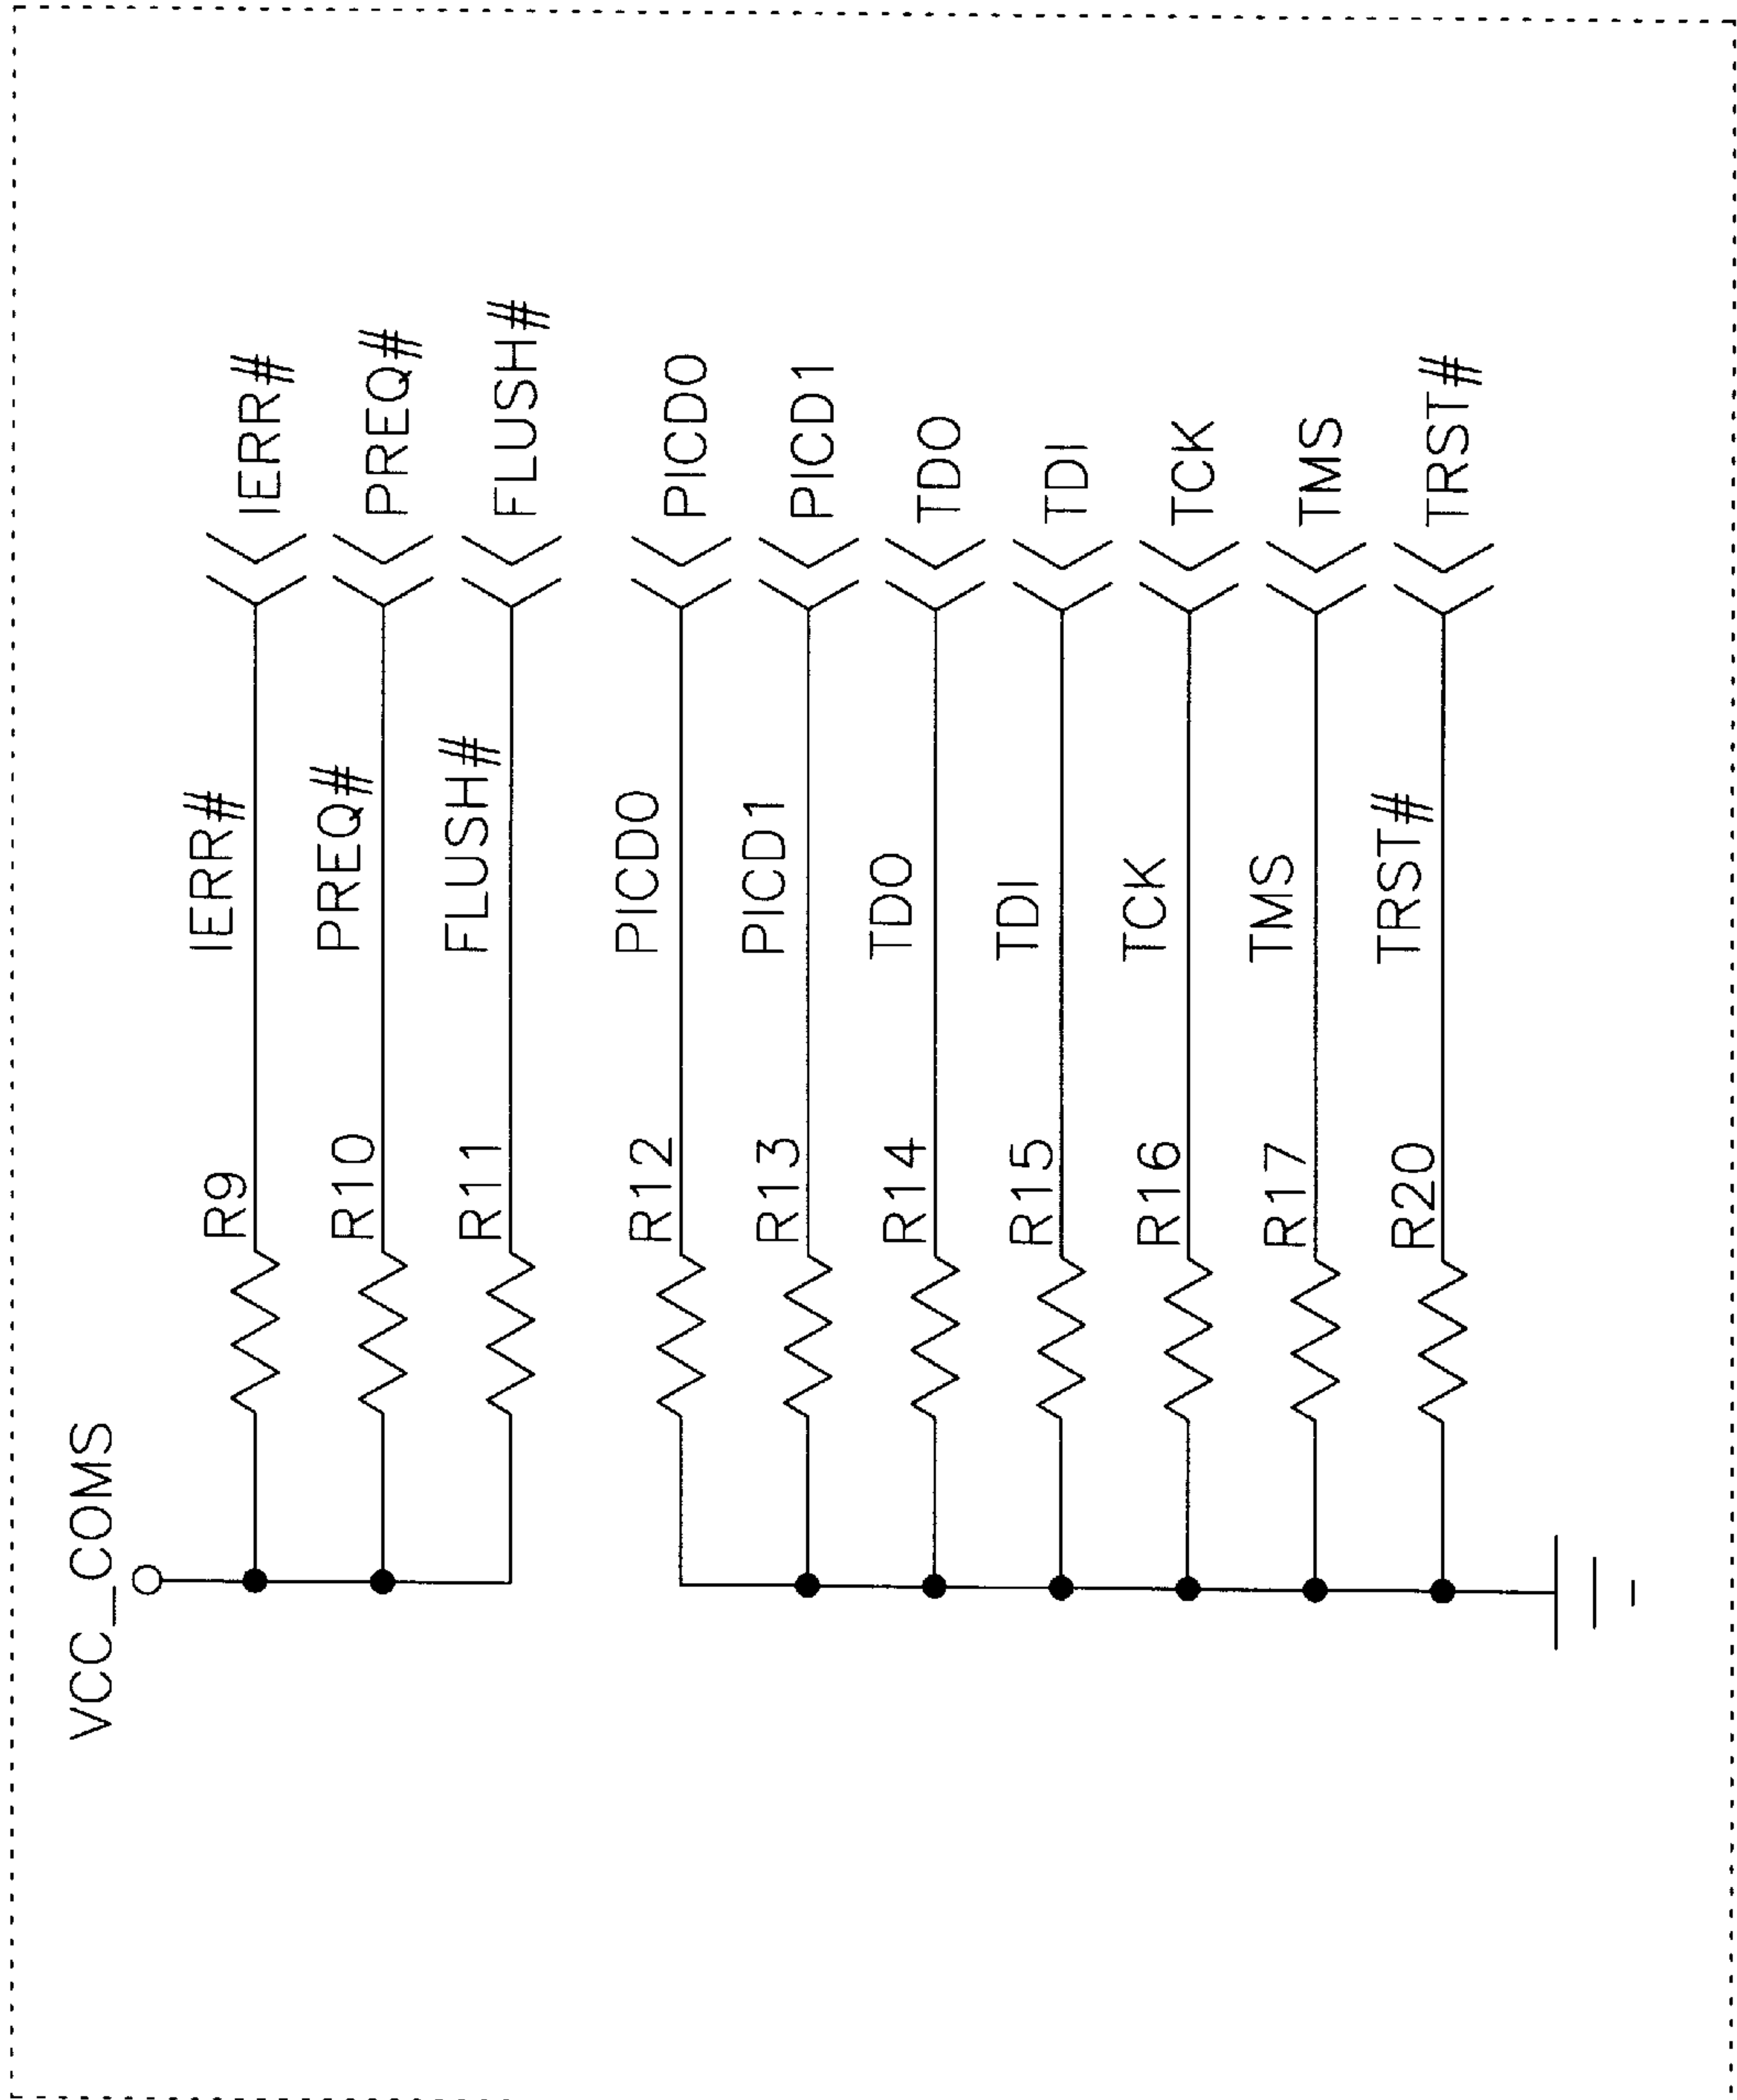 VCC_COMS
R9 IERR# IERR#
R10 PREQ# PREQ#
R11 FLUSH# FLUSH#
R12 PICD0 PICD0
R13 PICD1 PICD1
R14 TDO TDO
R15 TDI TDI
R16 TCK TCK
R17 TMS TMS
R20 TRST# TRST#